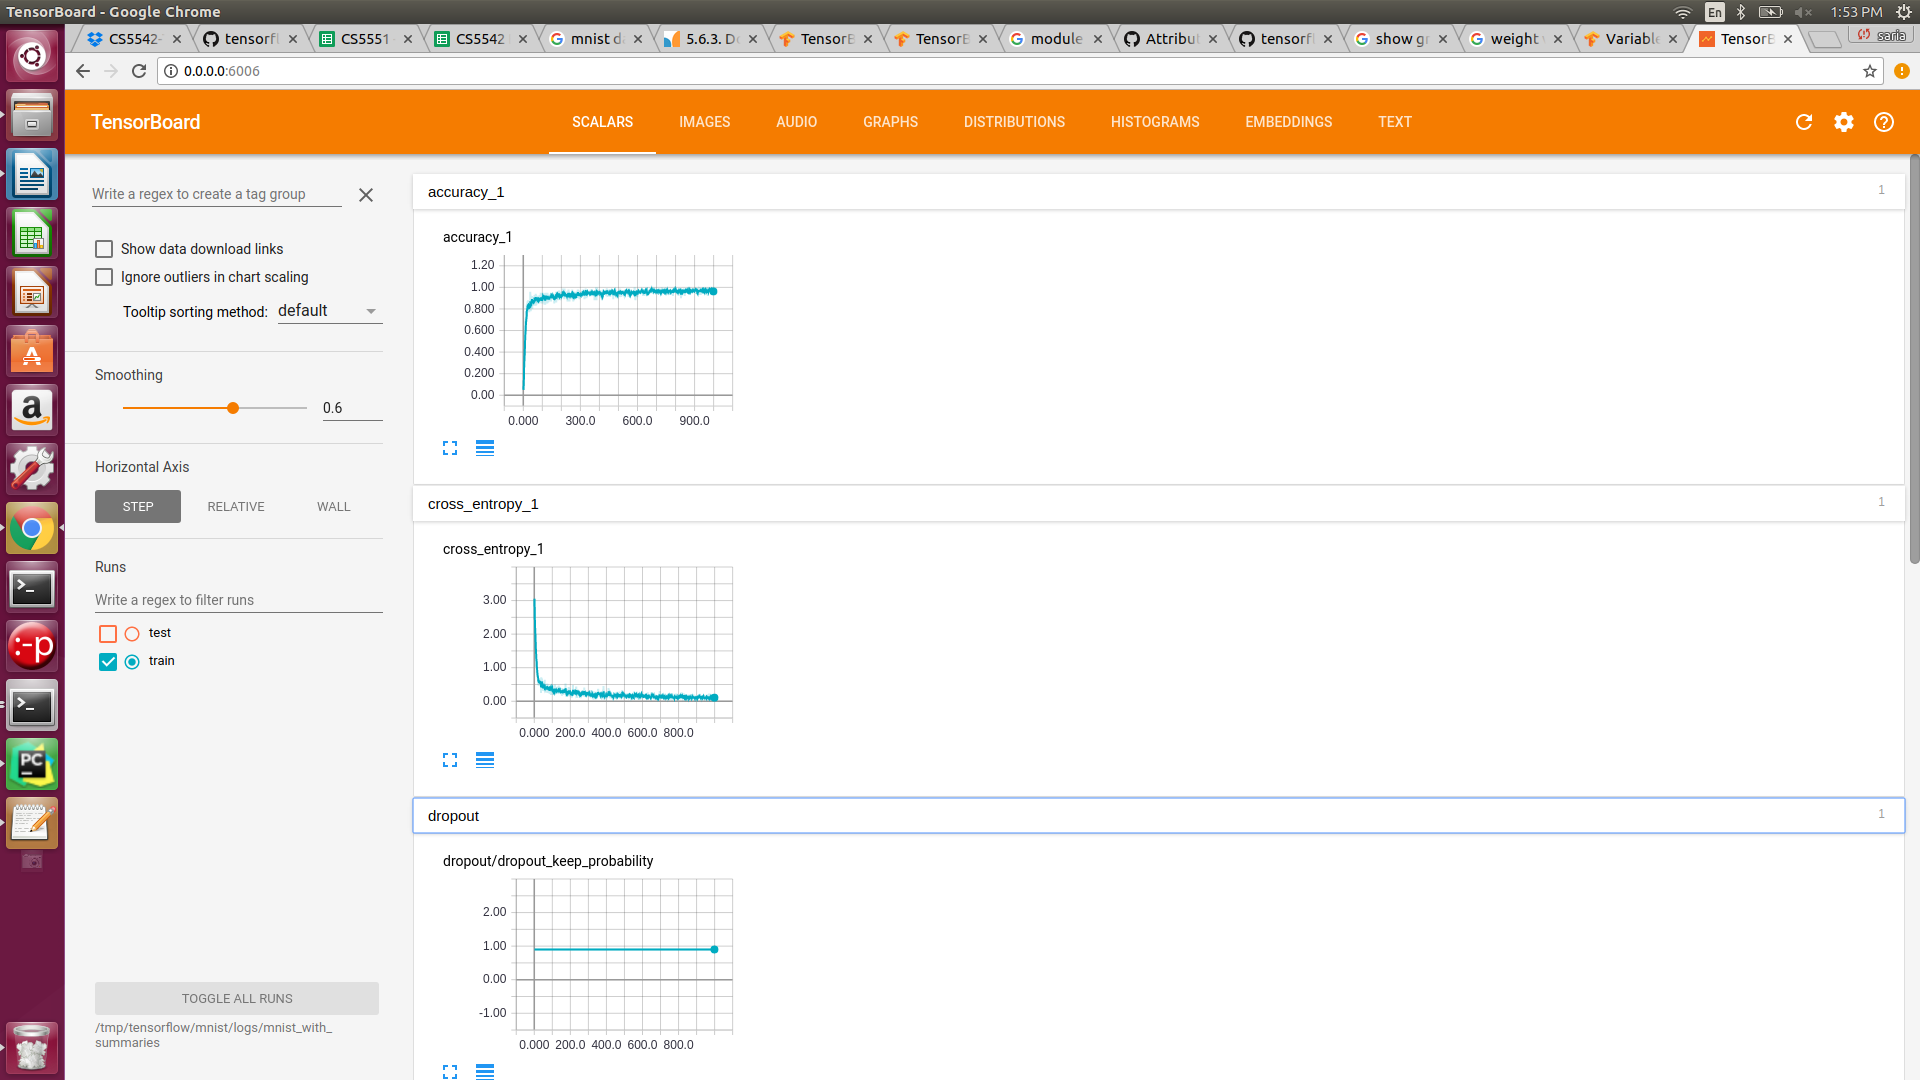 TensorBoard - Google Chrome
En
1:53 PM
CS5542-
tensorfl
CS5551
CS5542
mnist d
5.6.3. D
TensorB
TensorB
module
Attribut
tensorfl
show gr
weight
Variable
TensorB
saria
0.0.0.0:6006
TensorBoard
SCALARS
IMAGES
AUDIO
GRAPHS
DISTRIBUTIONS
HISTOGRAMS
EMBEDDINGS
TEXT
Write a regex to create a tag group
Show data download links
Ignore outliers in chart scaling
Tooltip sorting method: default
Smoothing
0.6
Horizontal Axis
STEP
RELATIVE
WALL
Runs
Write a regex to filter runs
test
train
TOGGLE ALL RUNS
/tmp/tensorflow/mnist/logs/mnist_with_
summaries
accuracy_1
1
accuracy_1
1.20
1.00
0.800
0.600
0.400
0.200
0.00
0.000 300.0 600.0 900.0
cross_entropy_1
1
cross_entropy_1
3.00
2.00
1.00
0.00
0.000 200.0 400.0 600.0 800.0
dropout
1
dropout/dropout_keep_probability
2.00
1.00
0.00
-1.00
0.000 200.0 400.0 600.0 800.0
a
:-p
PC